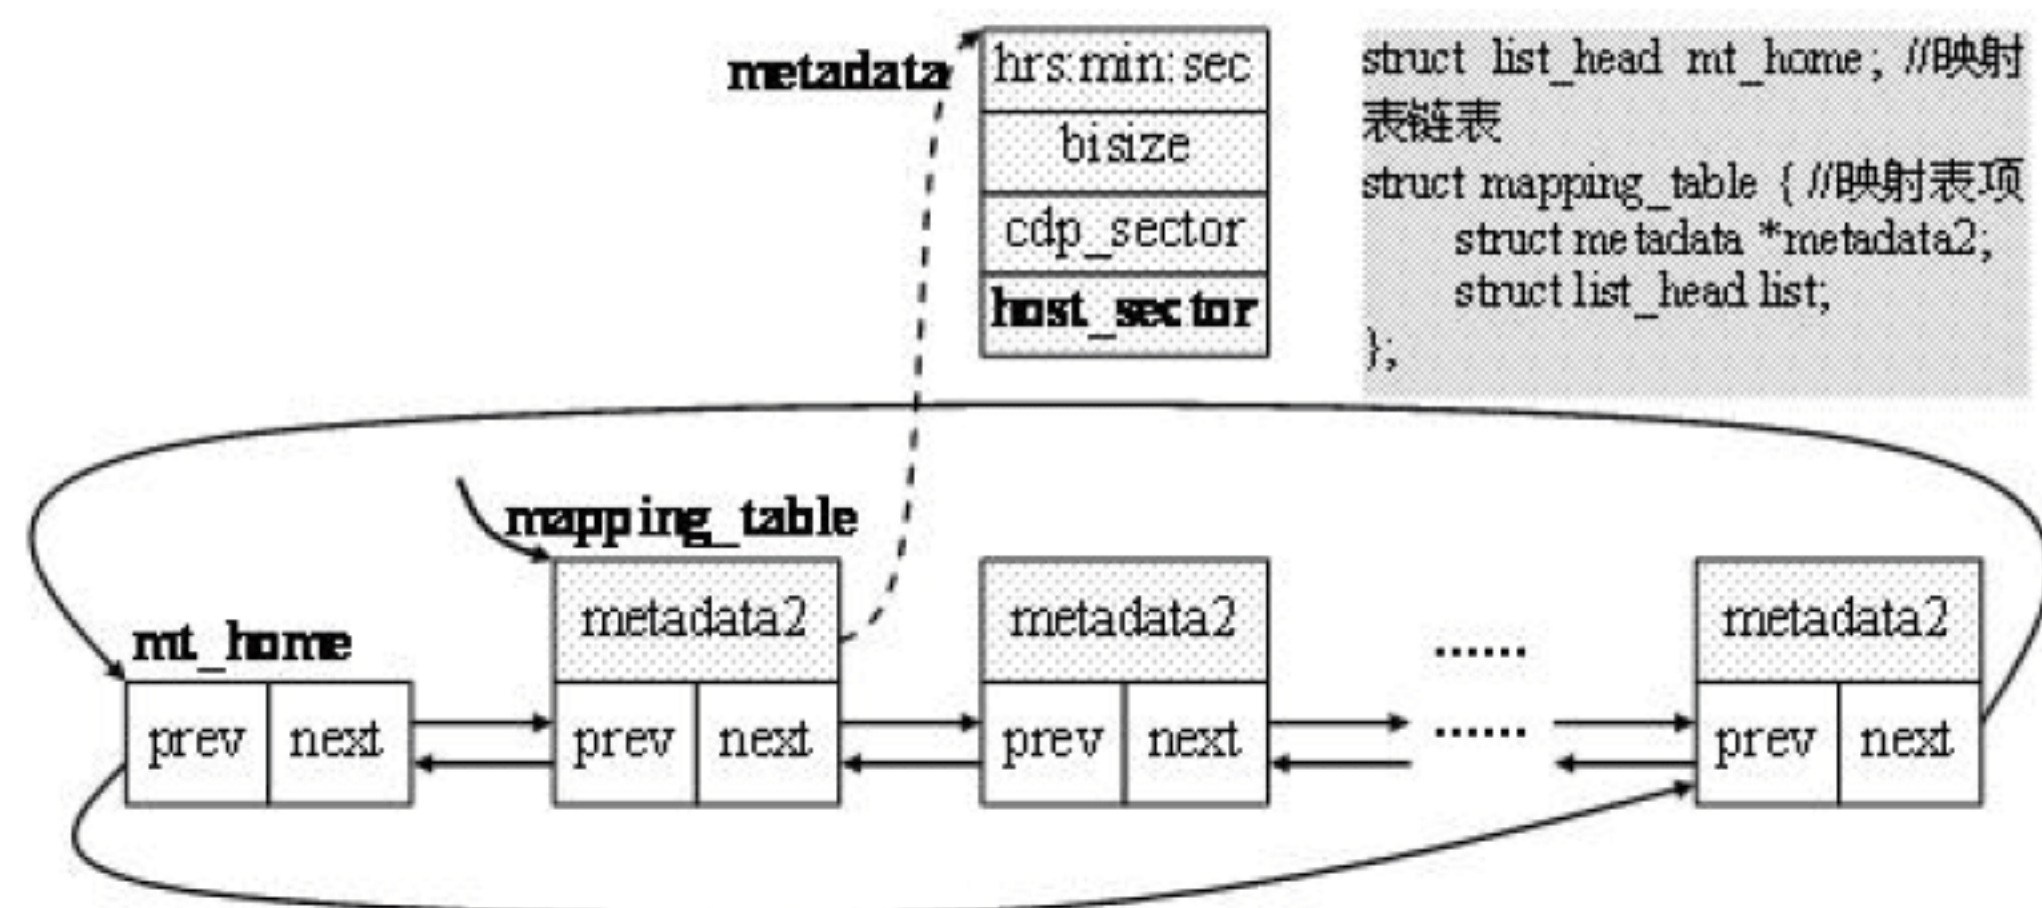 metadata
hrs:min:sec
bisize
cdp_sector
host_sector
struct list_head mt_home; //映射
表链表
struct mapping_table { //映射表项
struct metadata *metadata2;
struct list_head list;
};
mapping_table
mt_home
metadata2
metadata2
......
metadata2
prev next
prev next
prev next
......
prev next